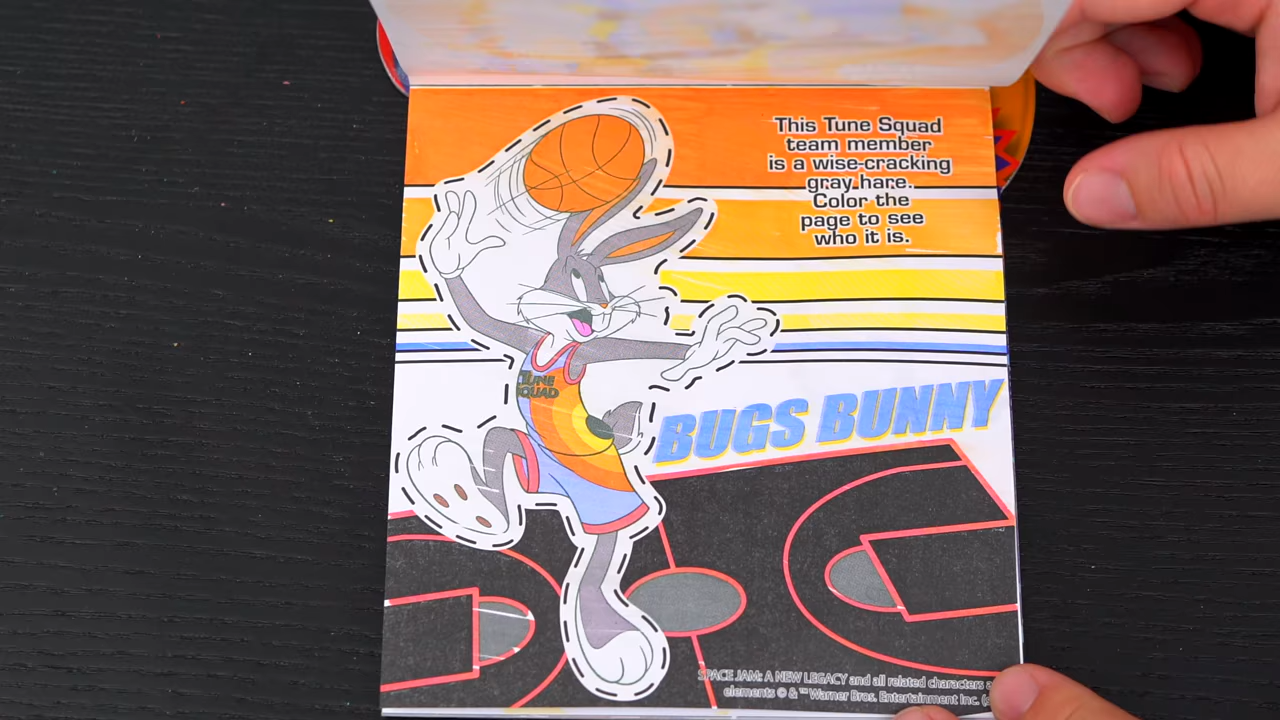 This Tune Squad
team member
is a wise-cracking
gray hare.
Color the
page to see
who it is.
TUNE
SQUAD
BUGS BUNNY
SPACE JAM: A NEW LEGACY and all related characters
elements © & ™ Warner Bros. Entertainment Inc.